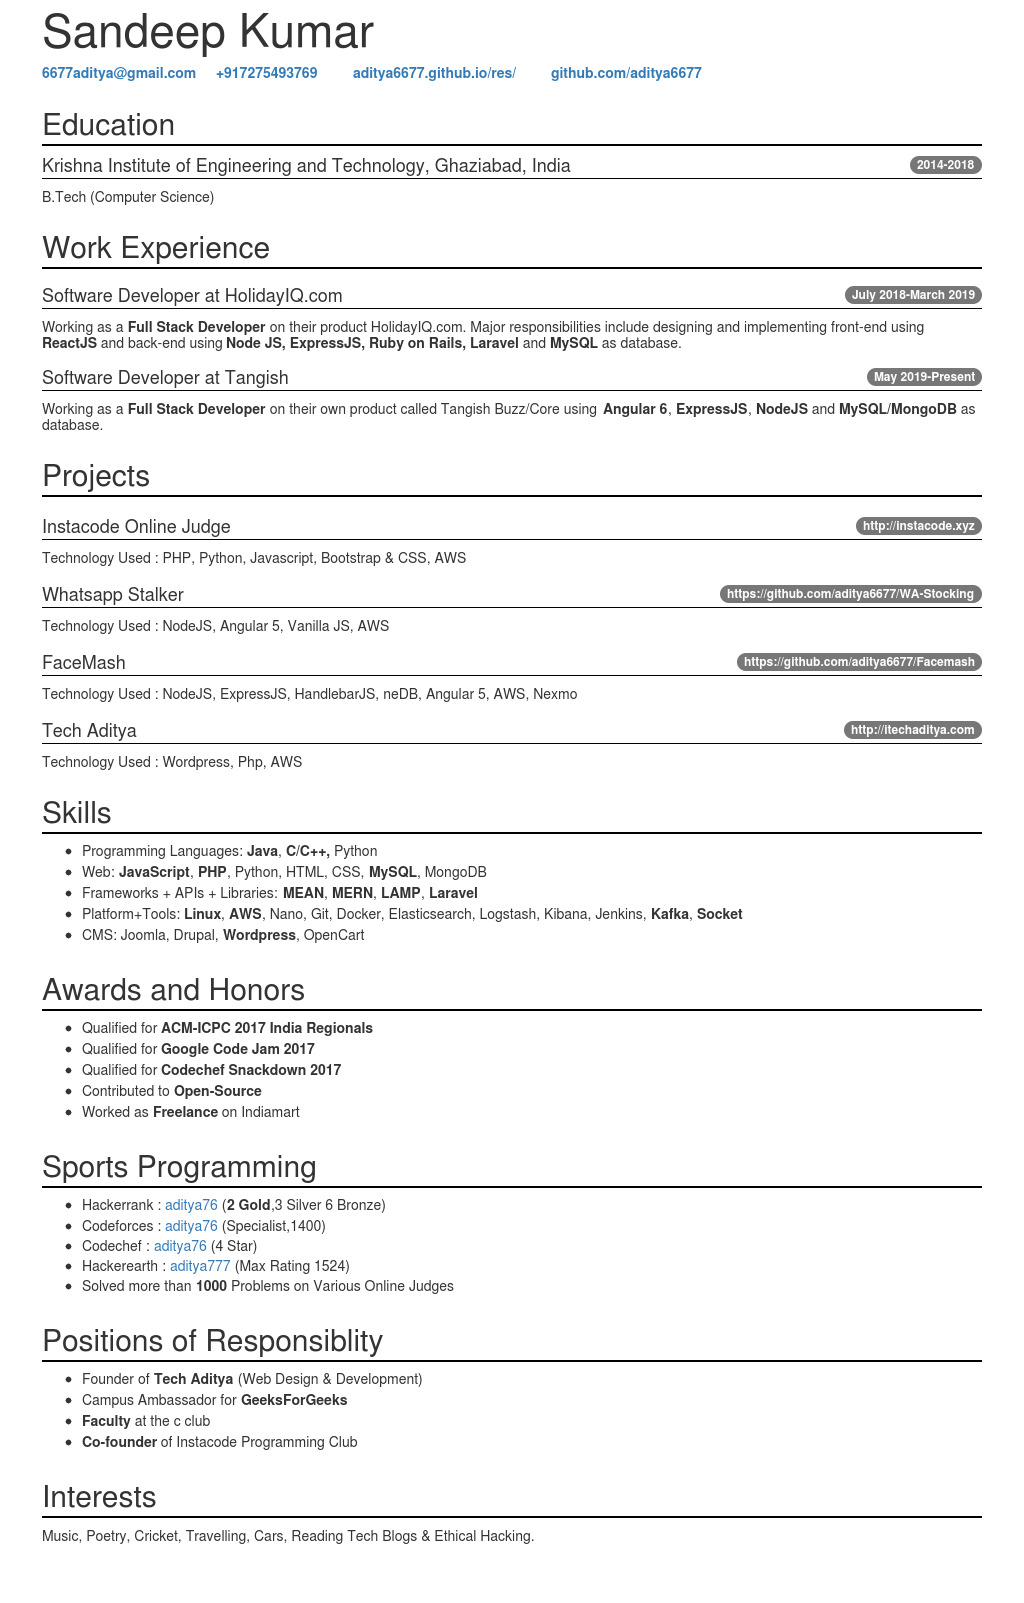 Sandeep Kumar
6677aditya@gmail.com +917275493769 aditya6677.github.io/res/ github.com/aditya6677
Education
Krishna Institute of Engineering and Technology, Ghaziabad, India 2014-2018
B.Tech (Computer Science)
Work Experience
Software Developer at HolidayIQ.com July 2018-March 2019
Working as a Full Stack Developer on their product HolidayIQ.com. Major responsibilities include designing and implementing front-end using
ReactJS and back-end using Node JS, ExpressJS, Ruby on Rails, Laravel and MySQL as database.
Software Developer at Tangish May 2019-Present
Working as a Full Stack Developer on their own product called Tangish Buzz/Core using Angular 6, ExpressJS, NodeJS and MySQL/MongoDB as
database.
Projects
Instacode Online Judge http://instacode.xyz
Technology Used : PHP, Python, Javascript, Bootstrap & CSS, AWS
Whatsapp Stalker https://github.com/aditya6677/WA-Stocking
Technology Used : NodeJS, Angular 5, Vanilla JS, AWS
FaceMash https://github.com/aditya6677/Facemash
Technology Used : NodeJS, ExpressJS, HandlebarJS, neDB, Angular 5, AWS, Nexmo
Tech Aditya http://itechaditya.com
Technology Used : Wordpress, Php, AWS
Skills
• Programming Languages: Java, C/C++, Python
• Web: JavaScript, PHP, Python, HTML, CSS, MySQL, MongoDB
• Frameworks + APIs + Libraries: MEAN, MERN, LAMP, Laravel
• Platform+Tools: Linux, AWS, Nano, Git, Docker, Elasticsearch, Logstash, Kibana, Jenkins, Kafka, Socket
• CMS: Joomla, Drupal, Wordpress, OpenCart
Awards and Honors
• Qualified for ACM-ICPC 2017 India Regionals
• Qualified for Google Code Jam 2017
• Qualified for Codechef Snackdown 2017
• Contributed to Open-Source
• Worked as Freelance on Indiamart
Sports Programming
• Hackerrank : aditya76 (2 Gold,3 Silver 6 Bronze)
• Codeforces : aditya76 (Specialist,1400)
• Codechef : aditya76 (4 Star)
• Hackerearth : aditya777 (Max Rating 1524)
• Solved more than 1000 Problems on Various Online Judges
Positions of Responsiblity
• Founder of Tech Aditya (Web Design & Development)
• Campus Ambassador for GeeksForGeeks
• Faculty at the c club
• Co-founder of Instacode Programming Club
Interests
Music, Poetry, Cricket, Travelling, Cars, Reading Tech Blogs & Ethical Hacking.